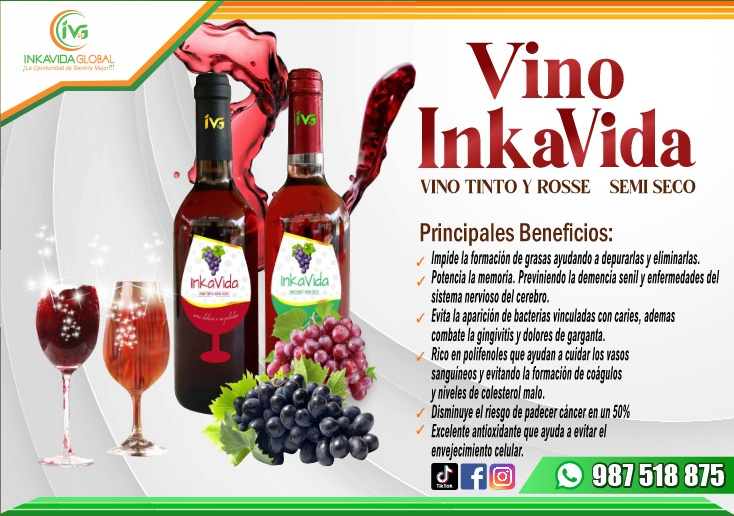 IVG
INKAVIDA GLOBAL
¡La Oportunidad de Sentirte Mejor!!!
Vino
InkaVida
VINO TINTO Y ROSSE SEMI SECO
Principales Beneficios:
Impide la formación de grasas ayudando a depurarlas y eliminarlas.
Potencia la memoria. Previniendo la demencia senil y enfermedades del
sistema nervioso del cerebro.
Evita la aparición de bacterias vinculadas con caries, ademas
combate la gingivitis y dolores de garganta.
Rico en polifenoles que ayudan a cuidar los vasos
sanguíneos y evitando la formación de coágulos
y niveles de colesterol malo.
Disminuye el riesgo de padecer cáncer en un 50%
Excelente antioxidante que ayuda a evitar el
envejecimiento celular.
IVG
IVG
InkaVida
VINO TINTO SEMI SECO
InkaVida
TikTok
987 518 875